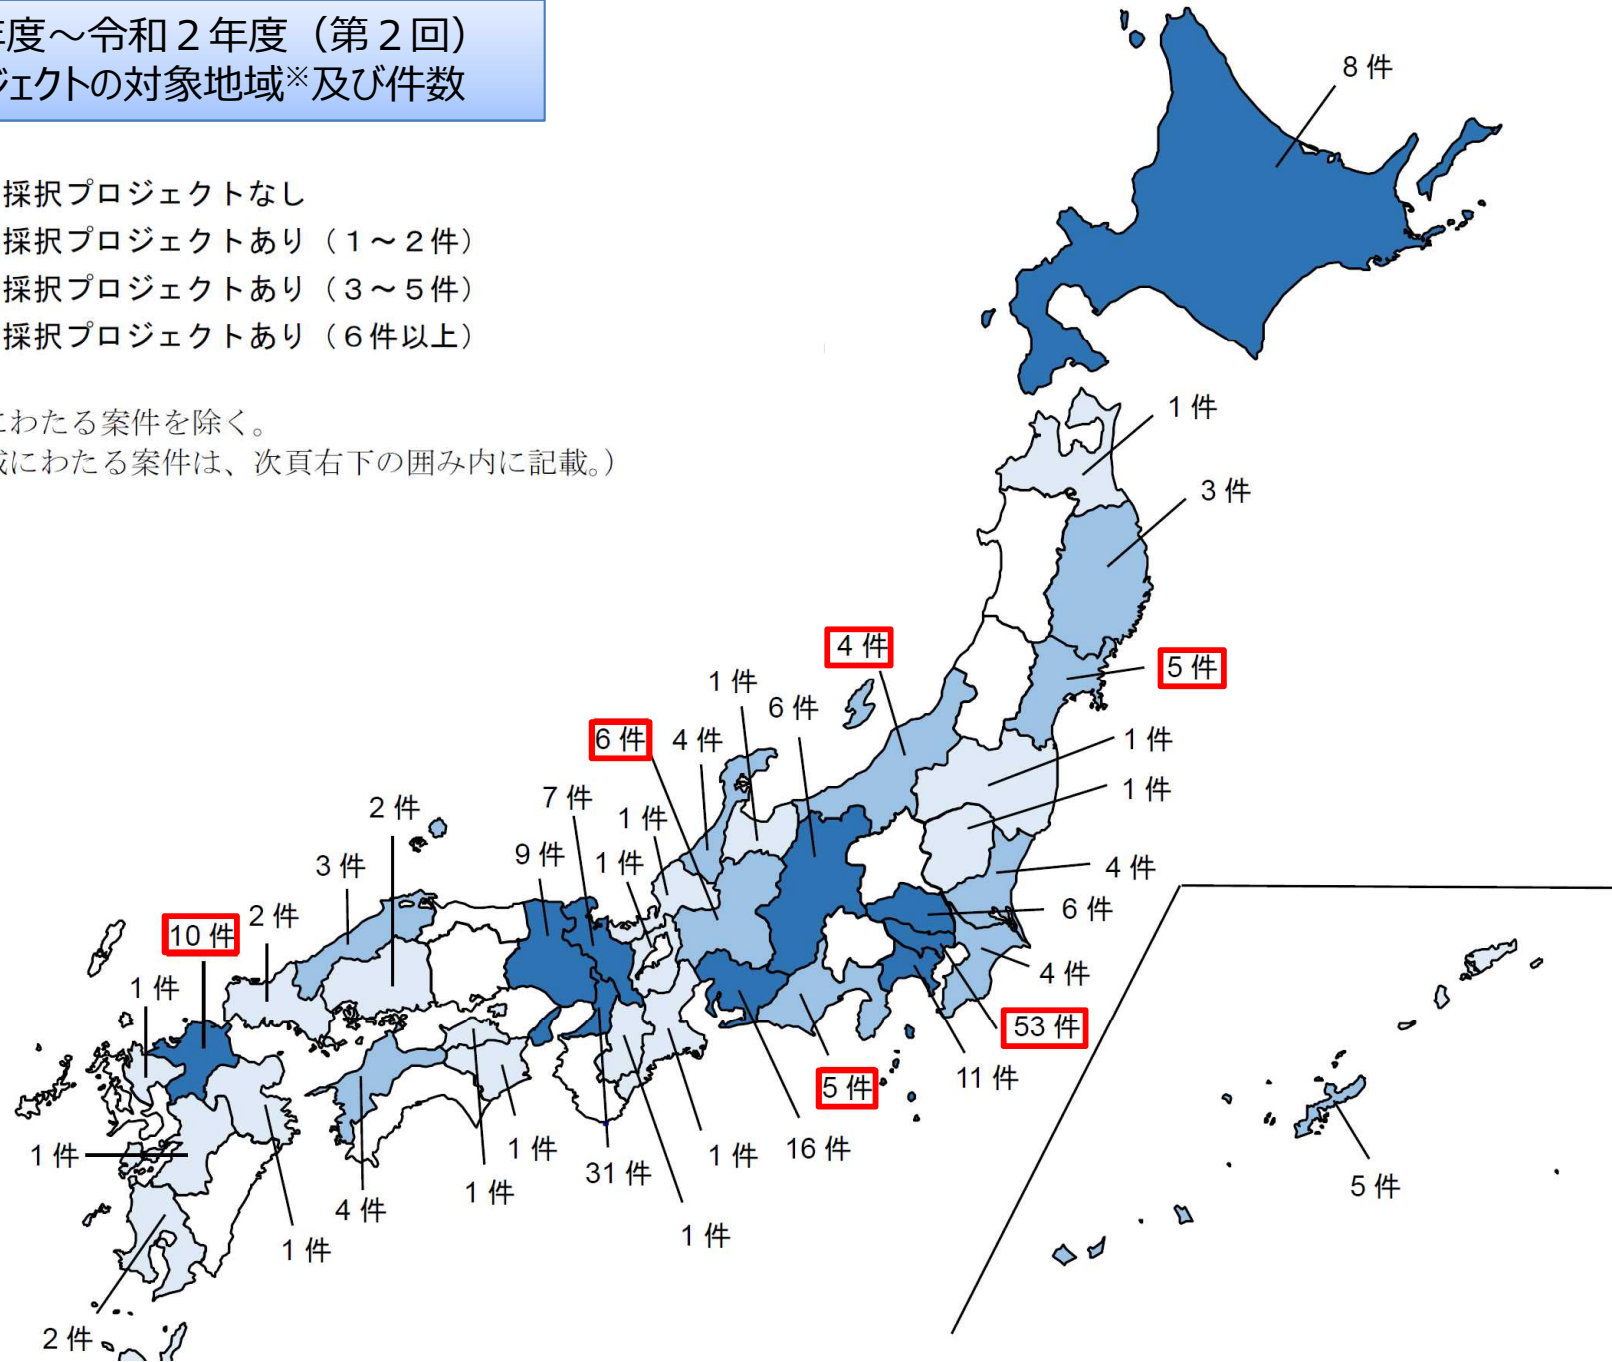 年度～令和２年度（第２回）
ジェクトの対象地域※及び件数
採択プロジェクトなし
採択プロジェクトあり（１～２件）
採択プロジェクトあり（３～５件）
採択プロジェクトあり（６件以上）
にわたる案件を除く。
域にわたる案件は、次頁右下の囲み内に記載。）
8 件
1 件
3 件
4 件
5 件
1 件
6 件
6 件
4 件
1 件
1 件
7 件
2 件
1 件
9 件
1 件
3 件
4 件
2 件
6 件
10 件
4 件
1 件
53 件
11 件
5 件
1 件
1 件
16 件
1 件
31 件
1 件
5 件
4 件
1 件
1 件
2 件